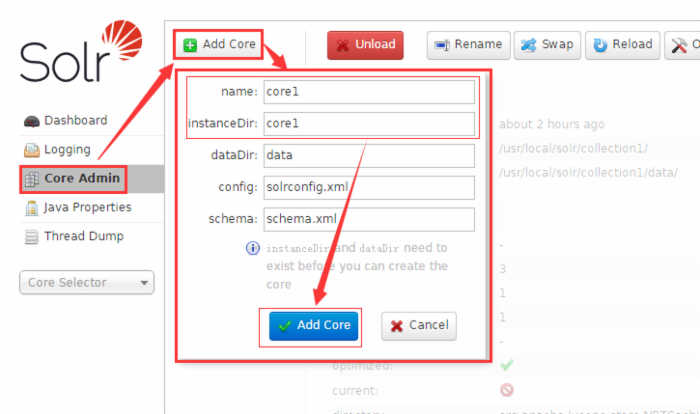 Solr
Dashboard
Logging
Core Admin
Java Properties
Thread Dump
Core Selector
Add Core
Unload
Rename
Swap
Reload
name: core1
instanceDir: core1
dataDir: data
config: solrconfig.xml
schema: schema.xml
instanceDir and dataDir need to
exist before you can create the
core
Add Core
Cancel
about 2 hours ago
/usr/local/solr/collection1/
/usr/local/solr/collection1/data/
-
3
1
1
-
optimized:
current: